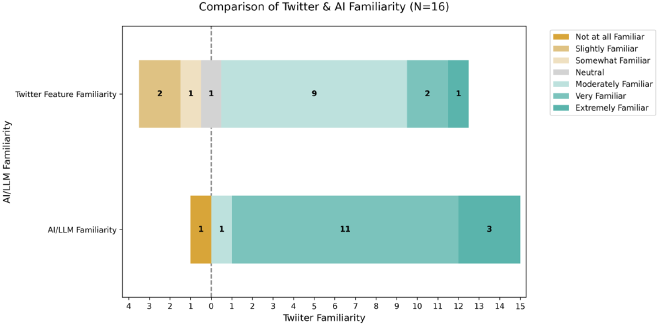 Comparison of Twitter & AI Familiarity (N=16)
Not at all Familiar
Slightly Familiar
Somewhat Familiar
Neutral
Moderately Familiar
Very Familiar
Extremely Familiar
AI/LLM Familiarity
Twitter Feature Familiarity
2 1 1 9 2 1
AI/LLM Familiarity
1 1 11 3
4 3 2 1 0 1 2 3 4 5 6 7 8 9 10 11 12 13 14 15
Twiiter Familiarity